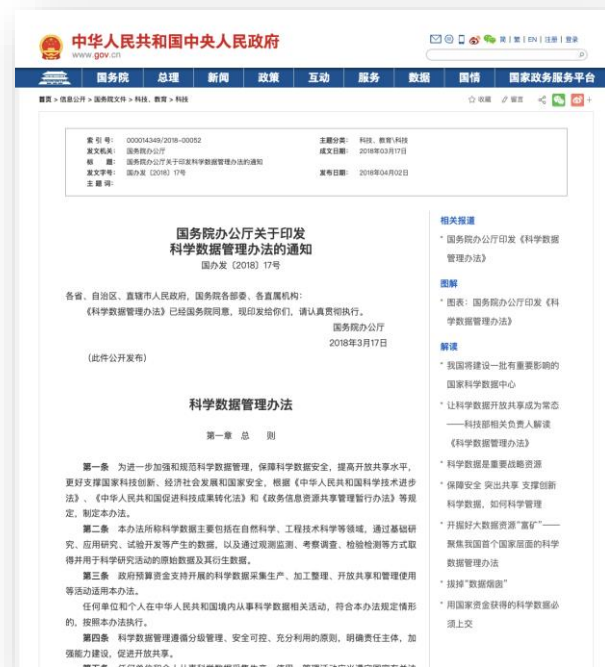 中华人民共和国中央人民政府
www.gov.cn
简 | 繁 | EN | 注册 | 登录
国务院 总理 新闻 政策 互动 服务 数据 国情 国家政务服务平台
首页 > 信息公开 > 国务院文件 > 科技、教育 > 科技
收藏 留言
索 引 号: 000014349/2018-00052 主题分类: 科技、教育\科技
发文机关: 国务院办公厅 成文日期: 2018年03月17日
标 题: 国务院办公厅关于印发科学数据管理办法的通知
发文字号: 国办发〔2018〕17号 发布日期: 2018年04月02日
主 题 词:
国务院办公厅关于印发
科学数据管理办法的通知
国办发〔2018〕17号
各省、自治区、直辖市人民政府,国务院各部委、各直属机构:
《科学数据管理办法》已经国务院同意,现印发给你们,请认真贯彻执行。
国务院办公厅
2018年3月17日
(此件公开发布)
科学数据管理办法
第一章 总 则
第一条 为进一步加强和规范科学数据管理,保障科学数据安全,提高开放共享水平,
更好支撑国家科技创新、经济社会发展和国家安全,根据《中华人民共和国科学技术进步
法》、《中华人民共和国促进科技成果转化法》和《政务信息资源共享管理暂行办法》等规
定,制定本办法。
第二条 本办法所称科学数据主要包括在自然科学、工程技术科学等领域,通过基础研
究、应用研究、试验开发等产生的数据,以及通过观测监测、考察调查、检验检测等方式取
得并用于科学研究活动的原始数据及其衍生数据。
第三条 政府预算资金支持开展的科学数据采集生产、加工整理、开放共享和管理使用
等活动适用本办法。
任何单位和个人在中华人民共和国境内从事科学数据相关活动,符合本办法规定情形
的,按照本办法执行。
第四条 科学数据管理遵循分级管理、安全可控、充分利用的原则,明确责任主体,加
强能力建设,促进开放共享。
相关报道
国务院办公厅印发《科学数据
管理办法》
图解
图表:国务院办公厅印发《科
学数据管理办法》
解读
我国将建设一批有重要影响的
国家科学数据中心
让科学数据开放共享成为常态
——科技部相关负责人解读
《科学数据管理办法》
科学数据是重要战略资源
保障安全 突出共享 支撑创新
科学数据,如何科学管理
开掘好大数据资源"富矿"——
聚焦我国首个国家层面的科学
数据管理办法
拔掉"数据烟囱"
用国家资金获得的科学数据必
须上交